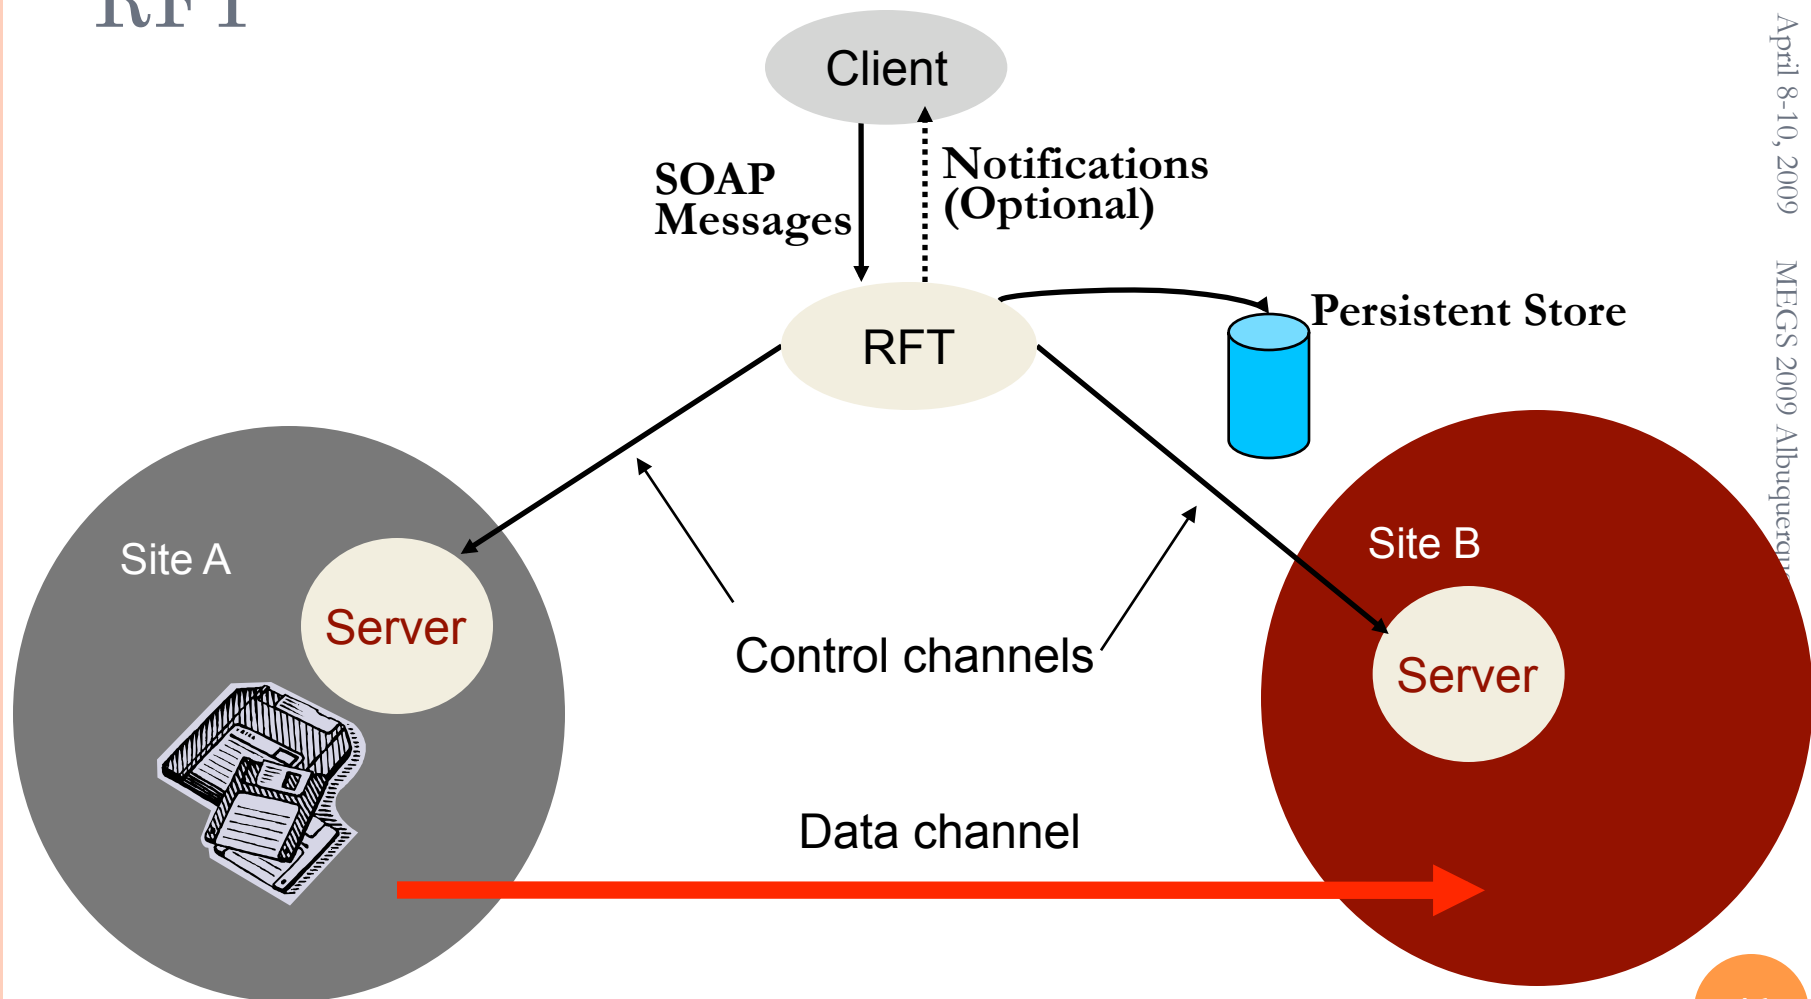 RFT
Client
SOAP
Messages
Notifications
(Optional)
RFT
Persistent Store
Site A
Server
Site B
Server
Control channels
Data channel
April 8-10, 2009 MEGS 2009